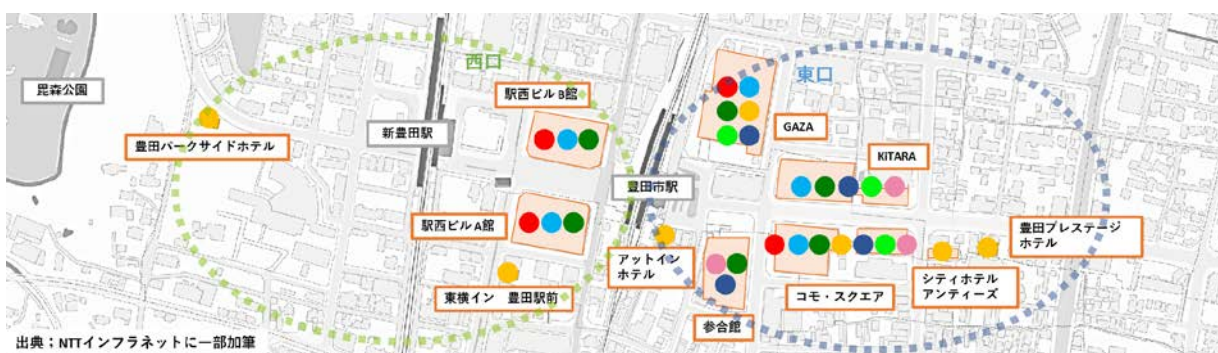 西口
東口
毘森公園
駅西ビルB館
新豊田駅
GAZA
豊田パークサイドホテル
KiTARA
豊田市駅
駅西ビルA館
豊田プレステージ
ホテル
アットイン
ホテル
シティホテル
アンティーズ
東横イン 豊田駅前
コモ・スクエア
参合館
出典；NTTインフラネットに一部加筆